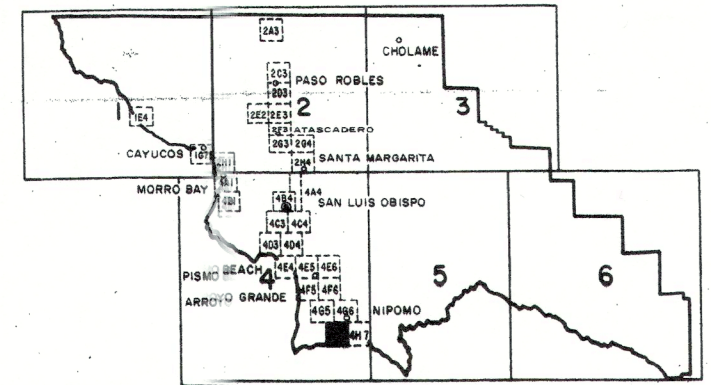 2A3
CHOLAME
2C3
PASO ROBLES
2D3
1 2 3
1E4
2E2 2E3
2F3 ATASCADERO
2G3 2G4
CAYUCOS 1G7
2H4 SANTA MARGARITA
MORRO BAY
4A4
4B1 4B4 SAN LUIS OBISPO
4C3 4C4
4D3 4D4
4E4 4E5 4E6
PISMO BEACH 4 5 6
4F5 4F6
ARROYO GRANDE
4G5 4G6 NIPOMO
4H7